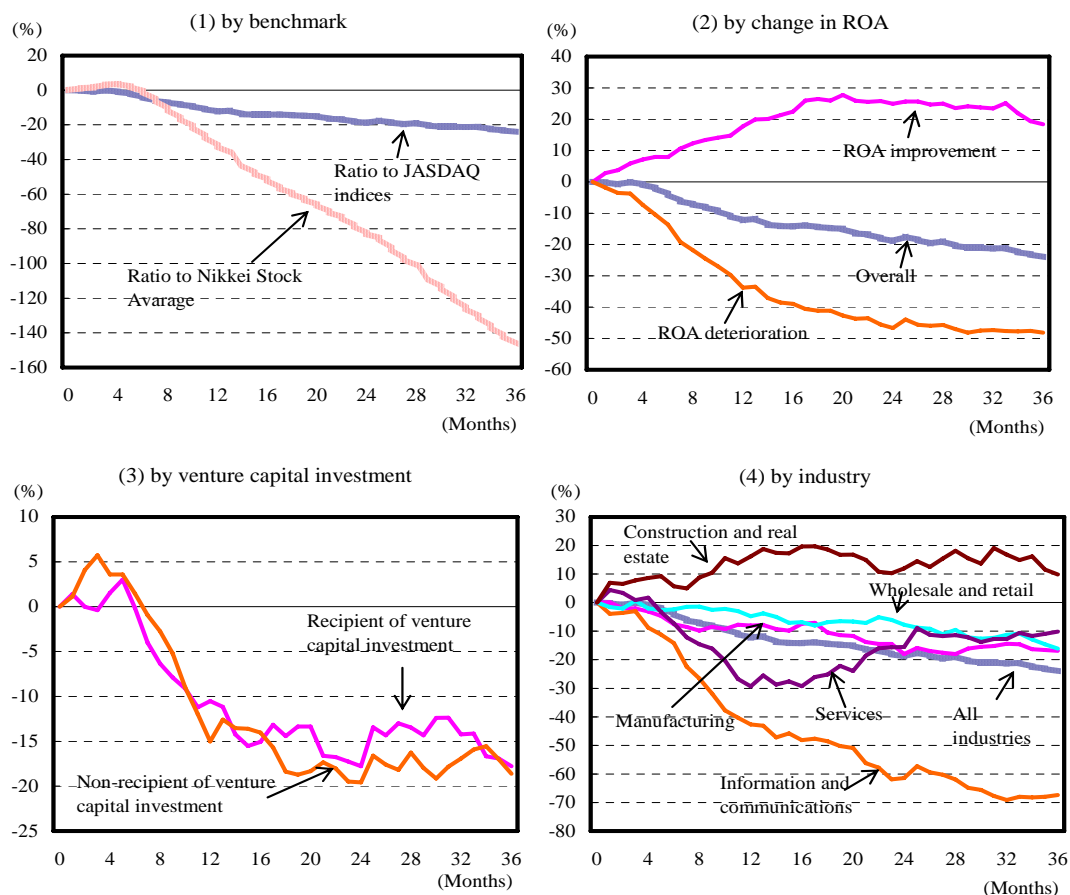 (1) by benchmark
(%)
20
0
-20
-40
-60
-80
-100
-120
-140
-160
Ratio to JASDAQ
indices
Ratio to Nikkei Stock
Avarage
0 4 8 12 16 20 24 28 32 36
(Months)
(2) by change in ROA
(%)
40
30
20
10
0
-10
-20
-30
-40
-50
-60
ROA improvement
Overall
ROA deterioration
0 4 8 12 16 20 24 28 32 36
(Months)
(3) by venture capital investment
(%)
10
5
0
-5
-10
-15
-20
-25
Recipient of venture
capital investment
Non-recipient of venture
capital investment
0 4 8 12 16 20 24 28 32 36
(Months)
(4) by industry
(%)
30
20
10
0
-10
-20
-30
-40
-50
-60
-70
-80
Construction and real
estate
Wholesale and retail
Manufacturing
Services
All
industries
Information and
communications
0 4 8 12 16 20 24 28 32 36
(Months)